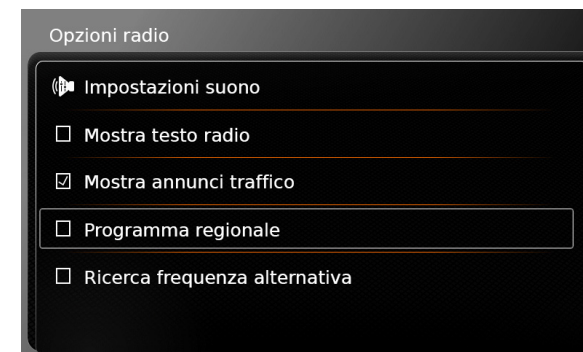 Opzioni radio
Impostazioni suono
Mostra testo radio
Mostra annunci traffico
Programma regionale
Ricerca frequenza alternativa